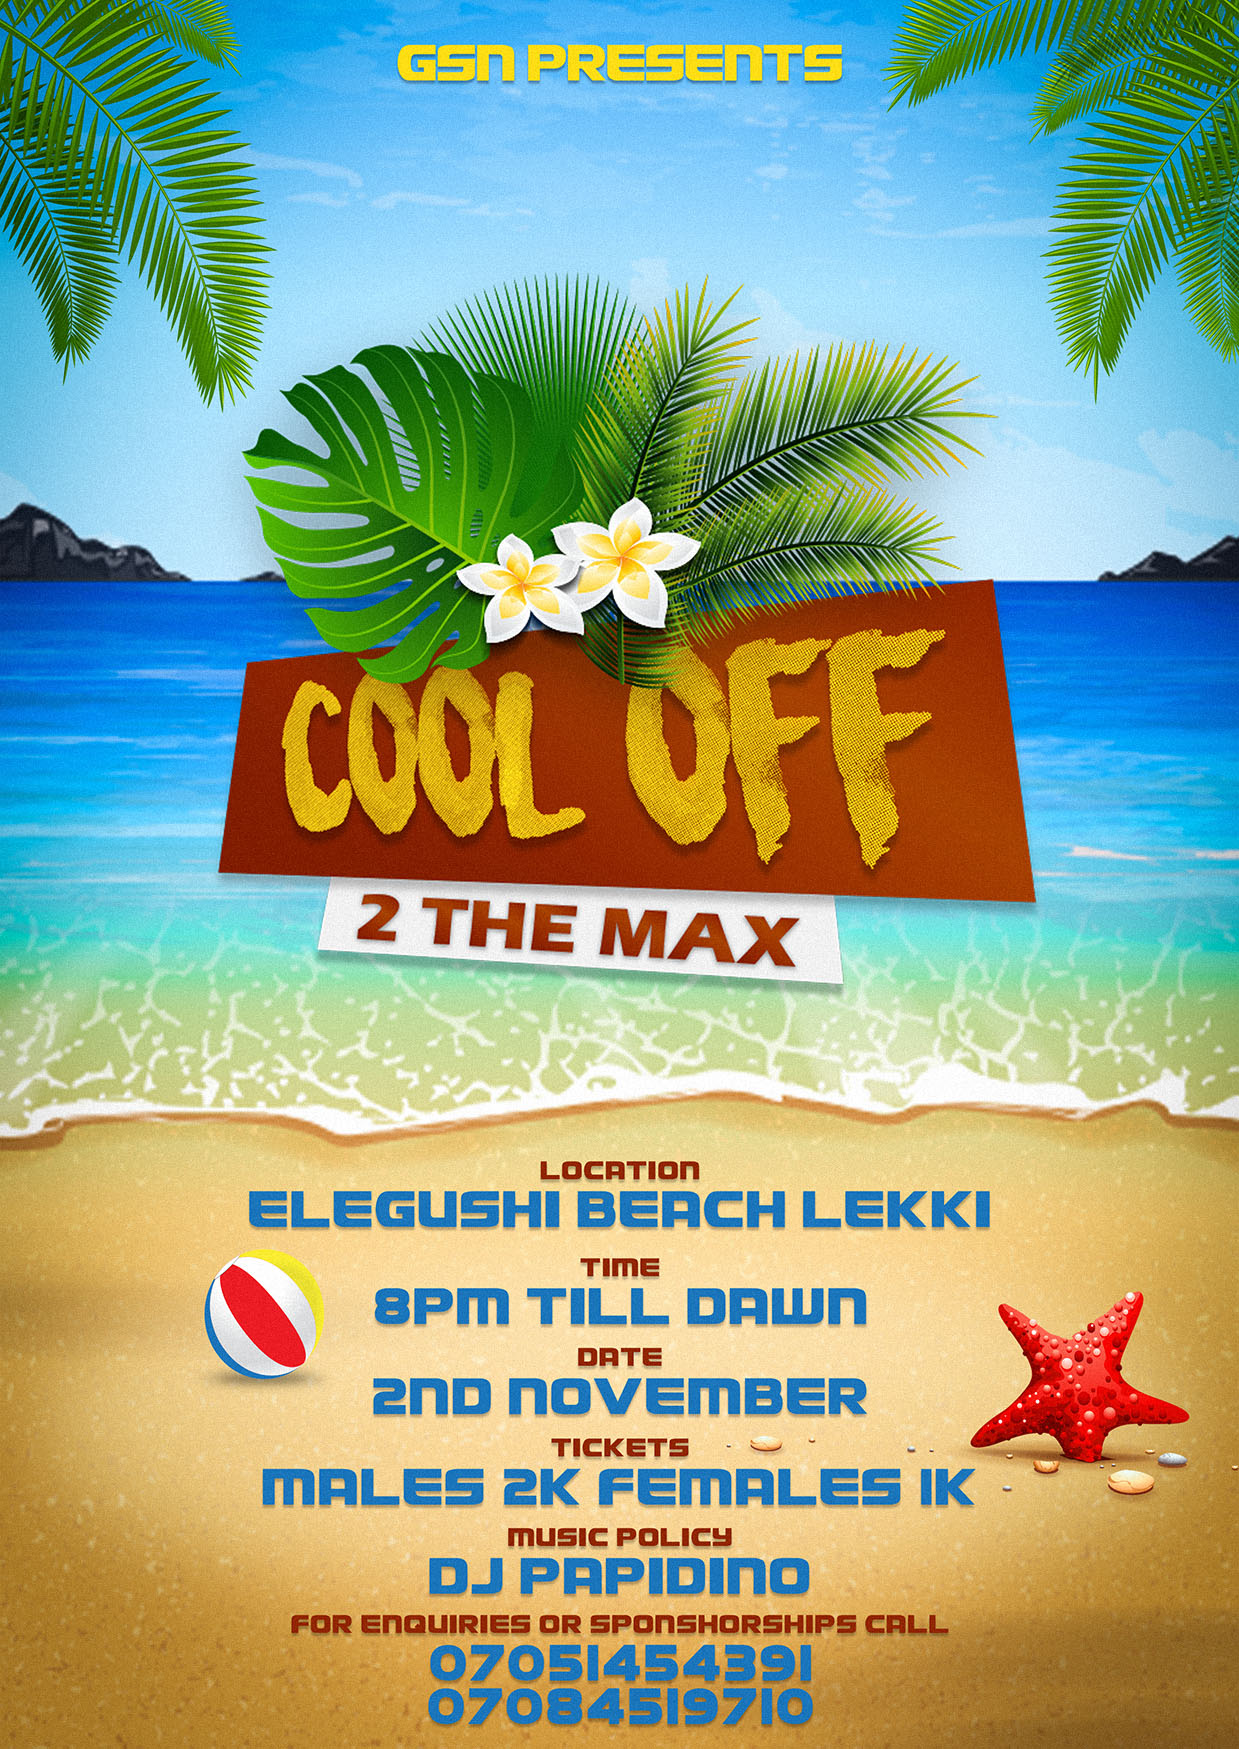 GSN PRESENTS
COOL OFF
2 THE MAX
LOCATION
ELEGUSHI BEACH LEKKI
TIME
8PM TILL DAWN
DATE
2ND NOVEMBER
TICKETS
MALES 2K FEMALES 1K
MUSIC POLICY
DJ PAPIDINO
FOR ENQUIRIES OR SPONSHORSHIPS CALL
07051454391
07084519710